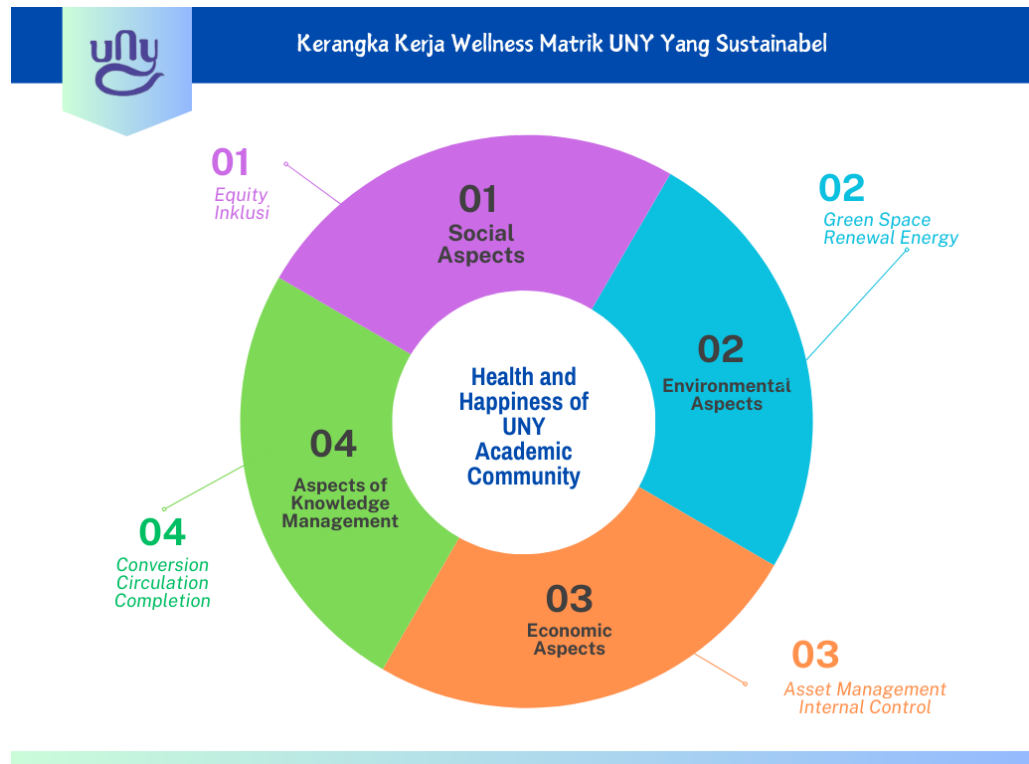 uny
Kerangka Kerja Wellness Matrik UNY Yang Sustainabel
01
Equity
Inklusi
01
Social
Aspects
02
Green Space
Renewal Energy
02
Environmental
Aspects
Health and
Happiness of
UNY
Academic
Community
04
Aspects of
Knowledge
Management
04
Conversion
Circulation
Completion
03
Economic
Aspects
03
Asset Management
Internal Control